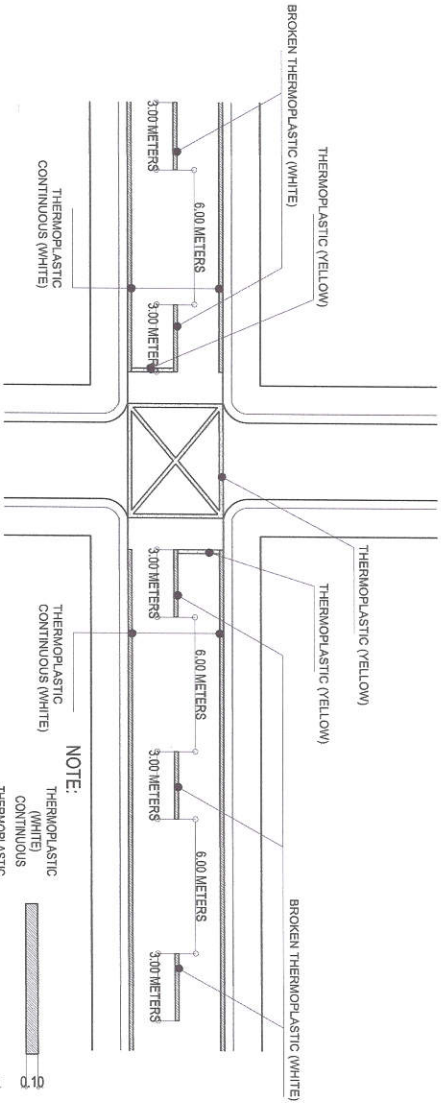 BROKEN THERMOPLASTIC (WHITE)
THERMOPLASTIC (YELLOW)
THERMOPLASTIC (YELLOW)
THERMOPLASTIC (YELLOW)
BROKEN THERMOPLASTIC (WHITE)
6.00 METERS
6.00 METERS
6.00 METERS
3.00 METERS
3.00 METERS
3.00 METERS
3.00 METERS
3.00 METERS
THERMOPLASTIC
CONTINUOUS (WHITE)
THERMOPLASTIC
CONTINUOUS (WHITE)
NOTE:
THERMOPLASTIC
(WHITE)
CONTINUOUS
0.10
THERMOPLASTIC